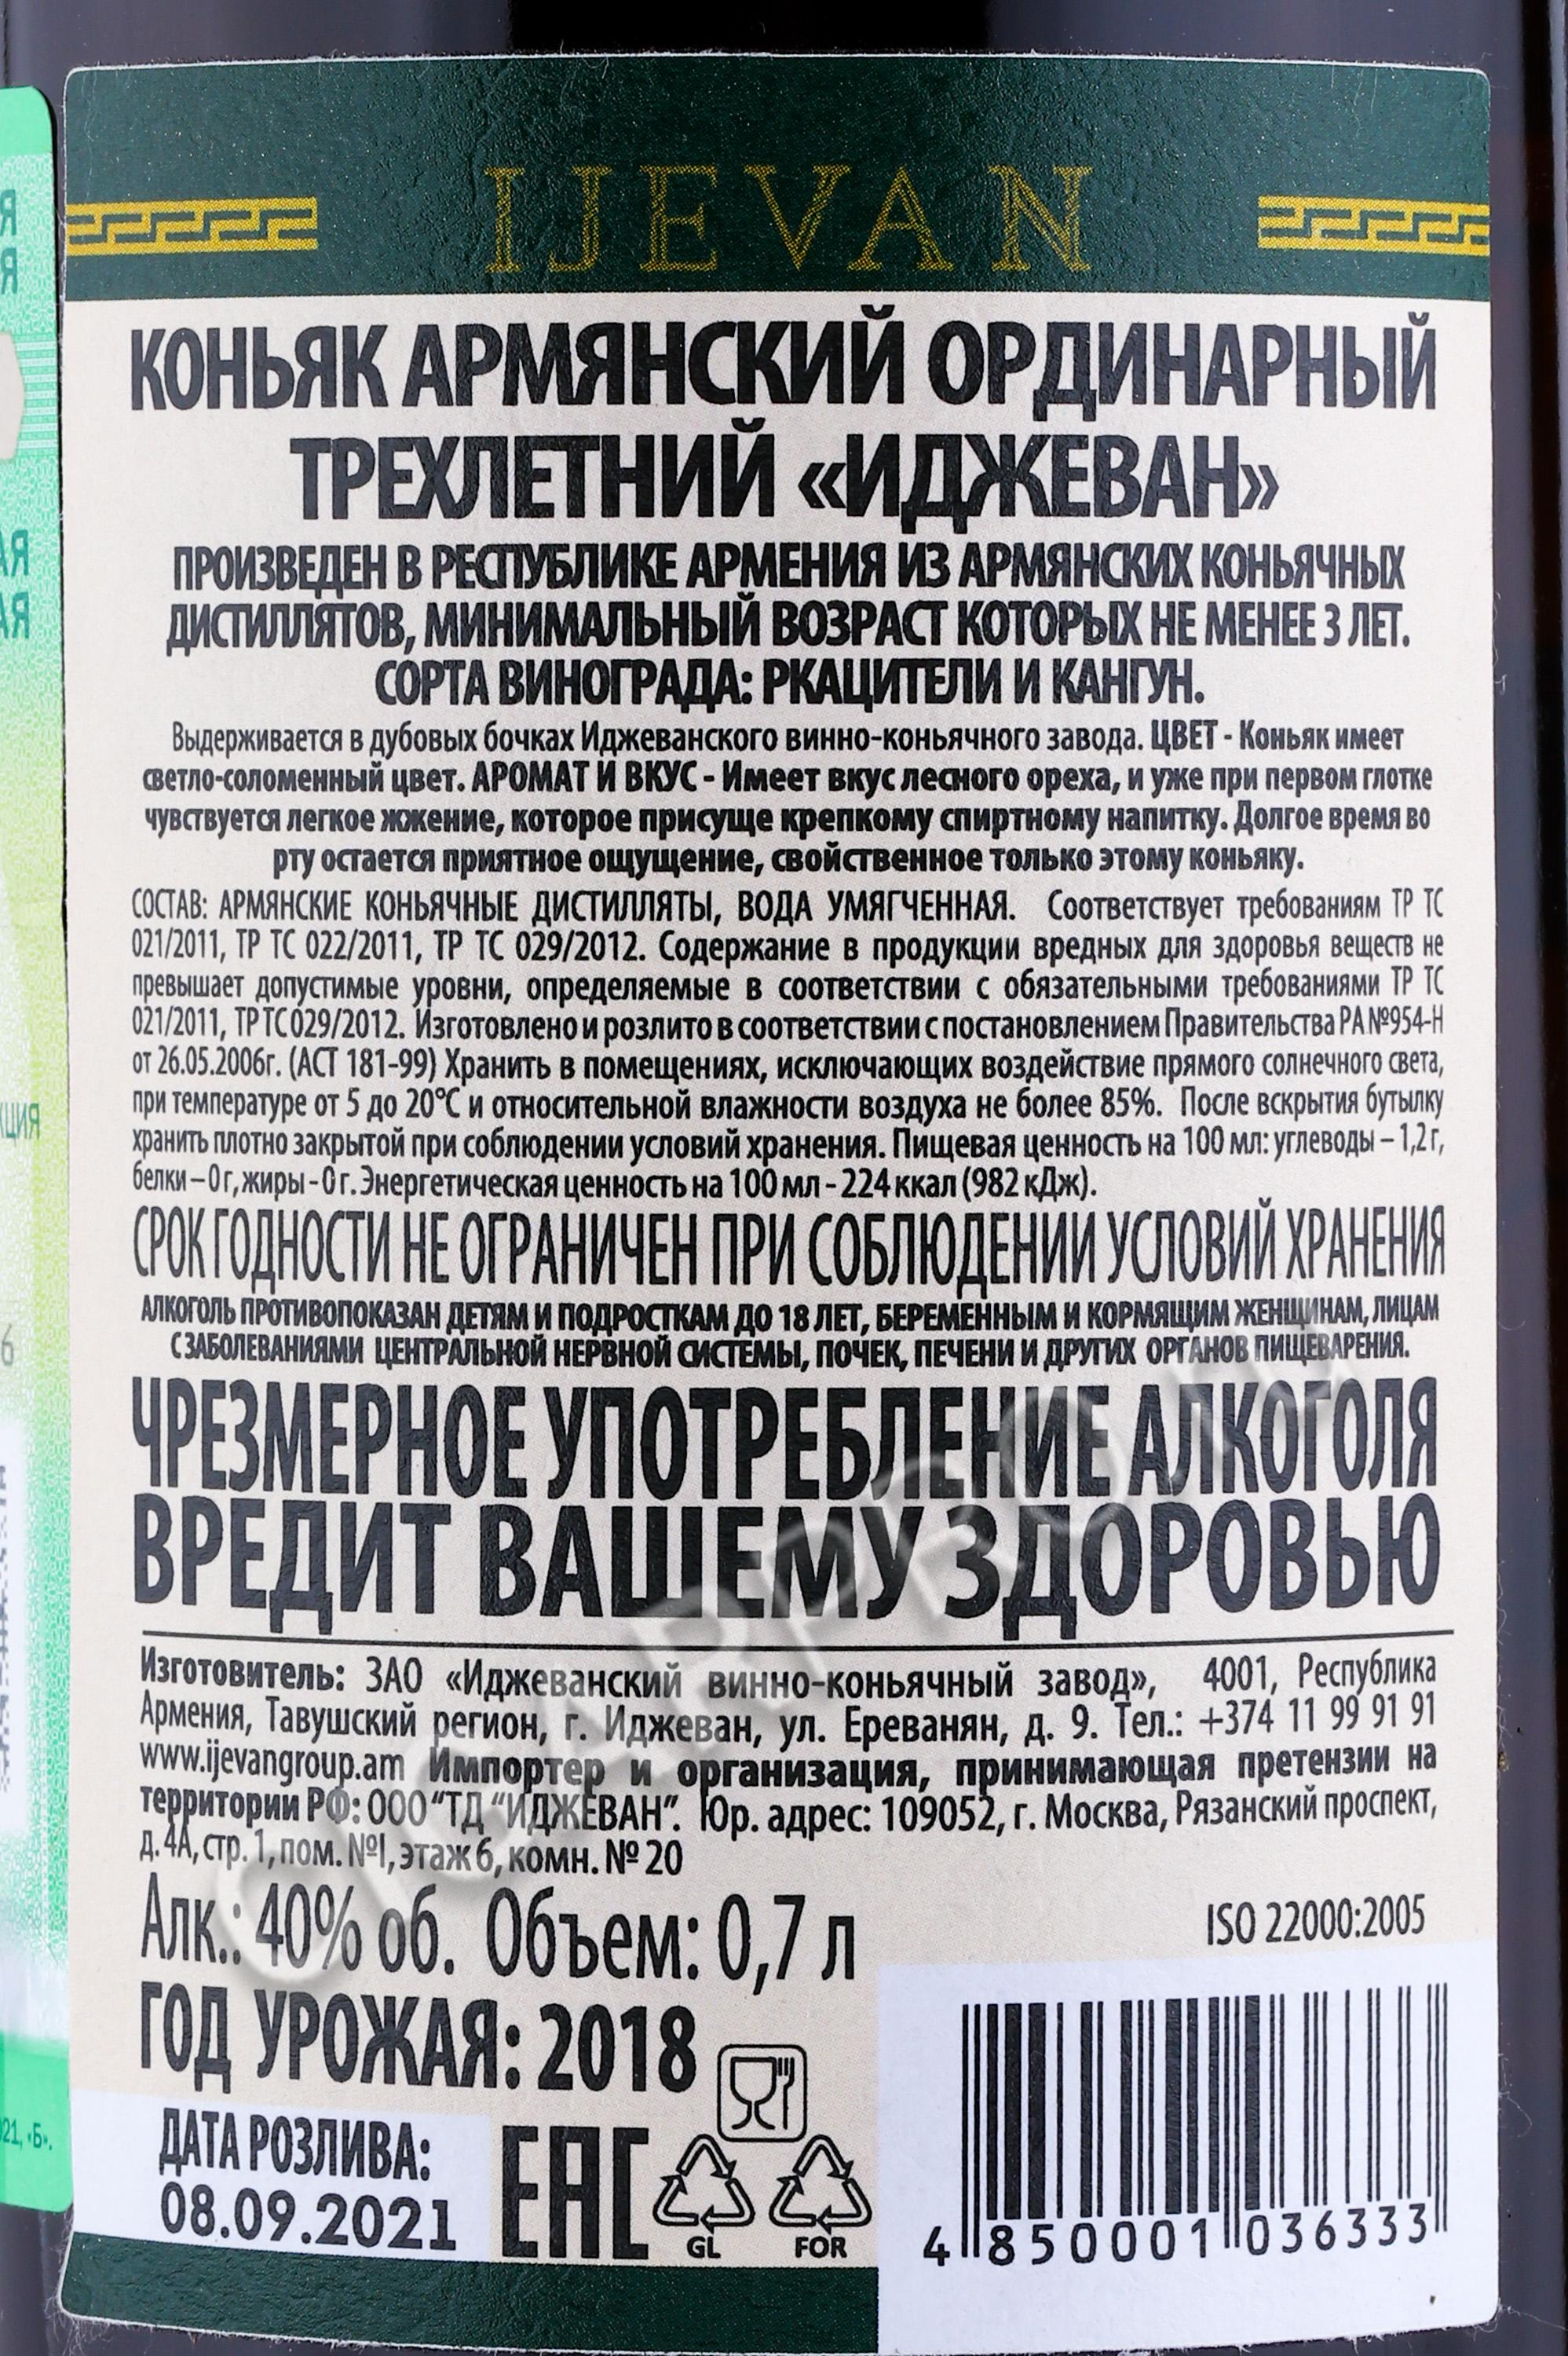 IJEVAN
КОНЬЯК АРМЯНСКИЙ ОРДИНАРНЫЙ
ТРЕХЛЕТНИЙ «ИДЖЕВАН»
ПРОИЗВЕДЕН В РЕСПУБЛИКЕ АРМЕНИЯ ИЗ АРМЯНСКИХ КОНЬЯЧНЫХ
ДИСТИЛЛЯТОВ, МИНИМАЛЬНЫЙ ВОЗРАСТ КОТОРЫХ НЕ МЕНЕЕ 3 ЛЕТ.
СОРТА ВИНОГРАДА: РКАЦИТЕЛИ И КАНГУН.
Выдерживается в дубовых бочках Иджеванского винно-коньячного завода. ЦВЕТ - Коньяк имеет
светло-соломенный цвет. АРОМАТ И ВКУС - Имеет вкус лесного ореха, и уже при первом глотке
чувствуется легкое жжение, которое присуще крепкому спиртному напитку. Долгое время во
рту остается приятное ощущение, свойственное только этому коньяку.
СОСТАВ: АРМЯНСКИЕ КОНЬЯЧНЫЕ ДИСТИЛЛЯТЫ, ВОДА УМЯГЧЕННАЯ. Соответствует требованиям ТР ТС
021/2011, ТР ТС 022/2011, ТР ТС 029/2012. Содержание в продукции вредных для здоровья веществ не
превышает допустимые уровни, определяемые в соответствии с обязательными требованиями ТР ТС
021/2011, ТР ТС 029/2012. Изготовлено и розлито в соответствии с постановлением Правительства РА №954-Н
от 26.05.2006г. (АСТ 181-99) Хранить в помещениях, исключающих воздействие прямого солнечного света,
при температуре от 5 до 20°С и относительной влажности воздуха не более 85%. После вскрытия бутылку
хранить плотно закрытой при соблюдении условий хранения. Пищевая ценность на 100 мл: углеводы – 1,2 г,
белки – 0 г, жиры - 0 г. Энергетическая ценность на 100 мл - 224 ккал (982 кДж).
СРОК ГОДНОСТИ НЕ ОГРАНИЧЕН ПРИ СОБЛЮДЕНИИ УСЛОВИЙ ХРАНЕНИЯ
АЛКОГОЛЬ ПРОТИВОПОКАЗАН ДЕТЯМ И ПОДРОСТКАМ ДО 18 ЛЕТ, БЕРЕМЕННЫМ И КОРМЯЩИМ ЖЕНЩИНАМ, ЛИЦАМ
С ЗАБОЛЕВАНИЯМИ ЦЕНТРАЛЬНОЙ НЕРВНОЙ СИСТЕМЫ, ПОЧЕК, ПЕЧЕНИ И ДРУГИХ ОРГАНОВ ПИЩЕВАРЕНИЯ.
ЧРЕЗМЕРНОЕ УПОТРЕБЛЕНИЕ АЛКОГОЛЯ
ВРЕДИТ ВАШЕМУ ЗДОРОВЬЮ
Изготовитель: ЗАО «Иджеванский винно-коньячный завод», 4001, Республика
Армения, Тавушский регион, г. Иджеван, ул. Ереванян, д. 9. Тел.: +374 11 99 91 91
www.ijevangroup.am Импортер и организация, принимающая претензии на
территории РФ: ООО "ТД "ИДЖЕВАН". Юр. адрес: 109052, г. Москва, Рязанский проспект,
д. 4А, стр. 1, пом. №I, этаж 6, комн. № 20
Алк.: 40% об. Объем: 0,7 л
ISO 22000:2005
ГОД УРОЖАЯ: 2018
ДАТА РОЗЛИВА:
08.09.2021
EAC
GL FOR
4 850001 036333